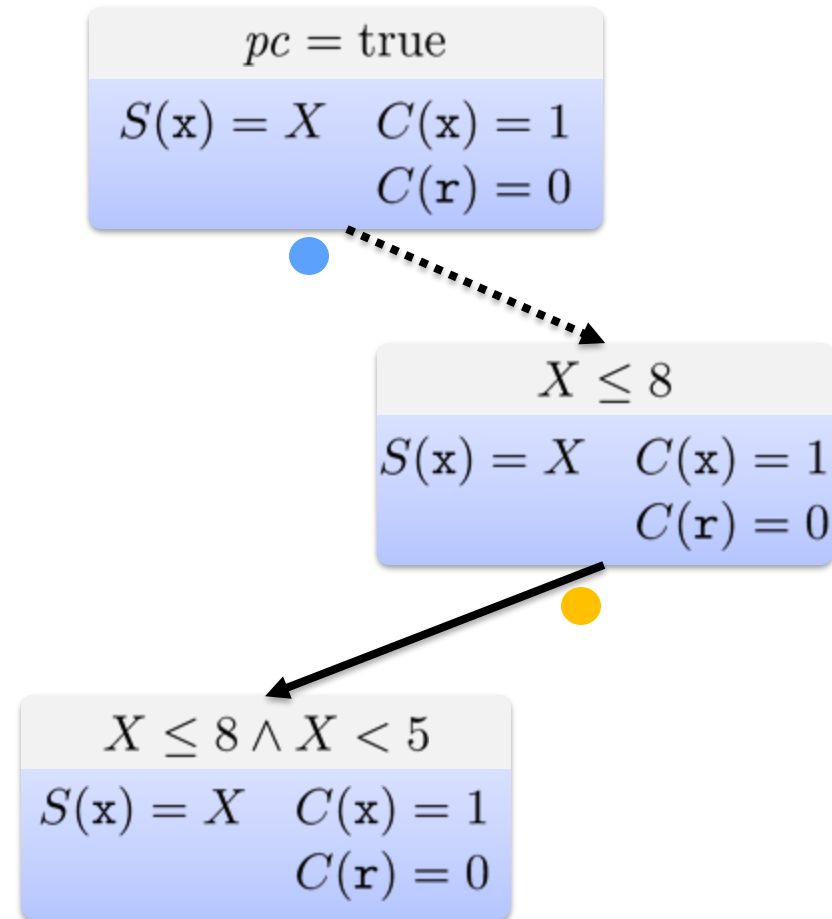 pc = true
S(x) = X C(x) = 1
C(r) = 0
X ≤ 8
S(x) = X C(x) = 1
C(r) = 0
X ≤ 8 ∧ X < 5
S(x) = X C(x) = 1
C(r) = 0